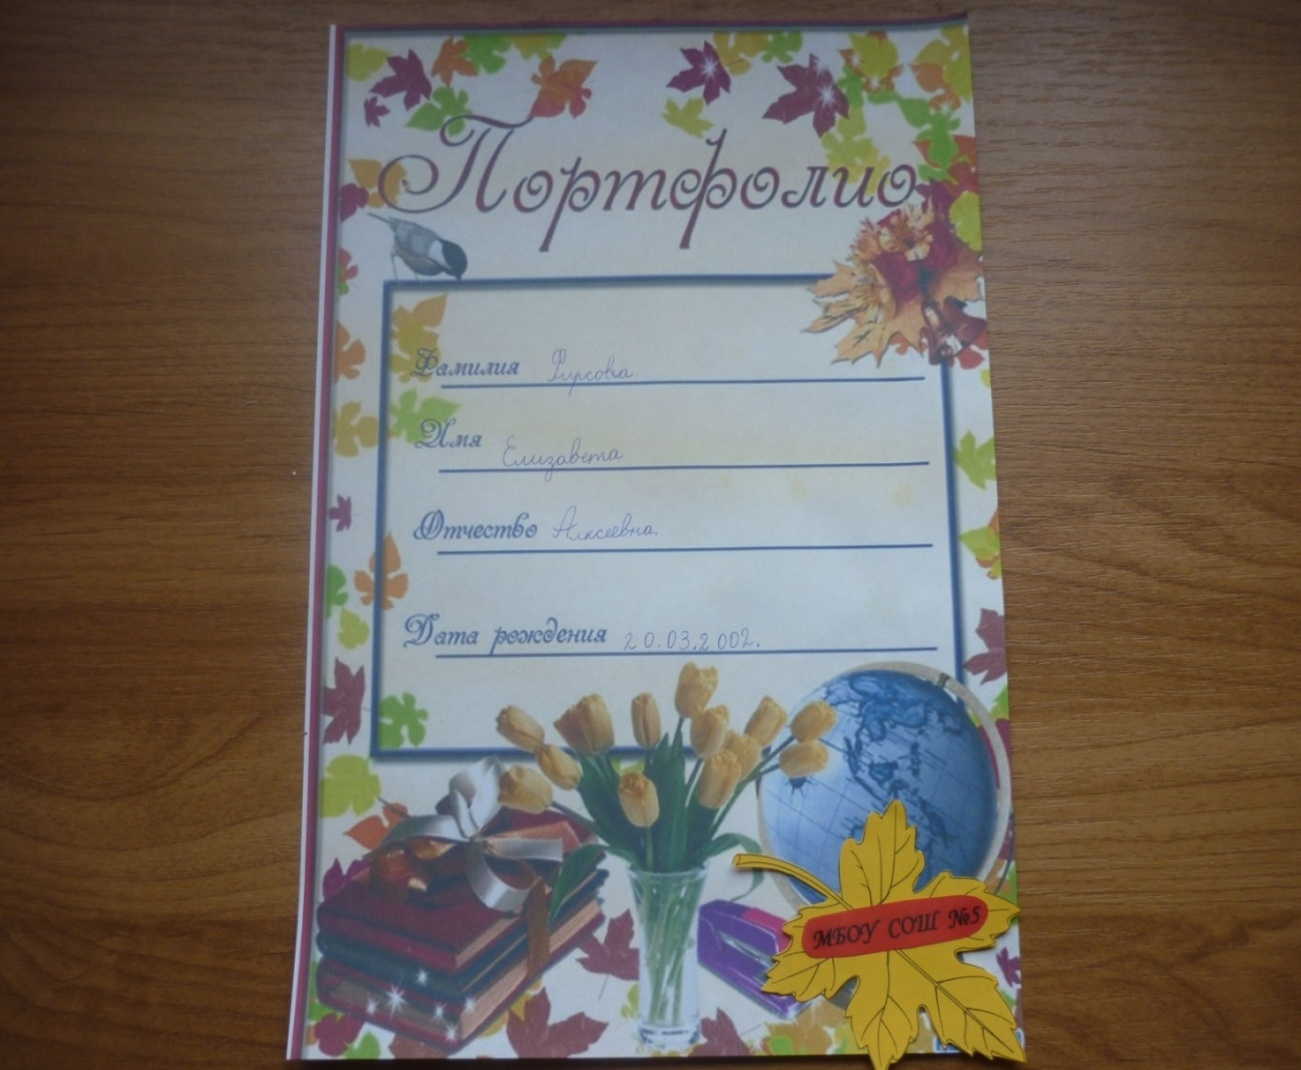 Портфолио
Фамилия Фирсова.
Имя Елизавета
Отчество Алексеевна.
Дата рождения 20.03.2002.
МБОУ СОШ №5